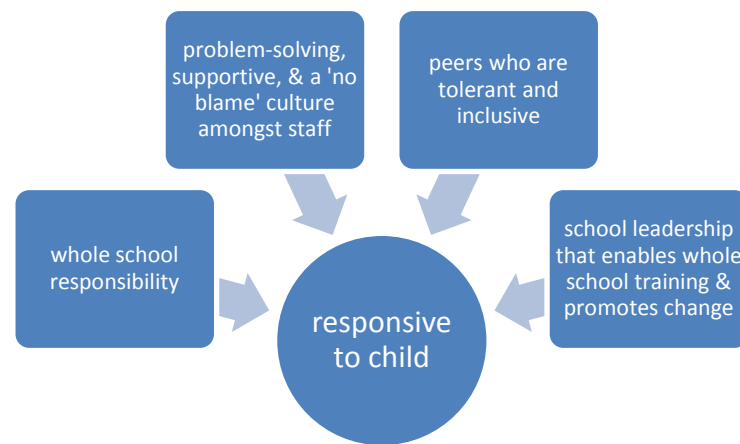 problem-solving,
supportive, & a 'no
blame' culture
amongst staff
peers who are
tolerant and
inclusive
whole school
responsibility
school leadership
that enables whole
school training &
promotes change
responsive
to child